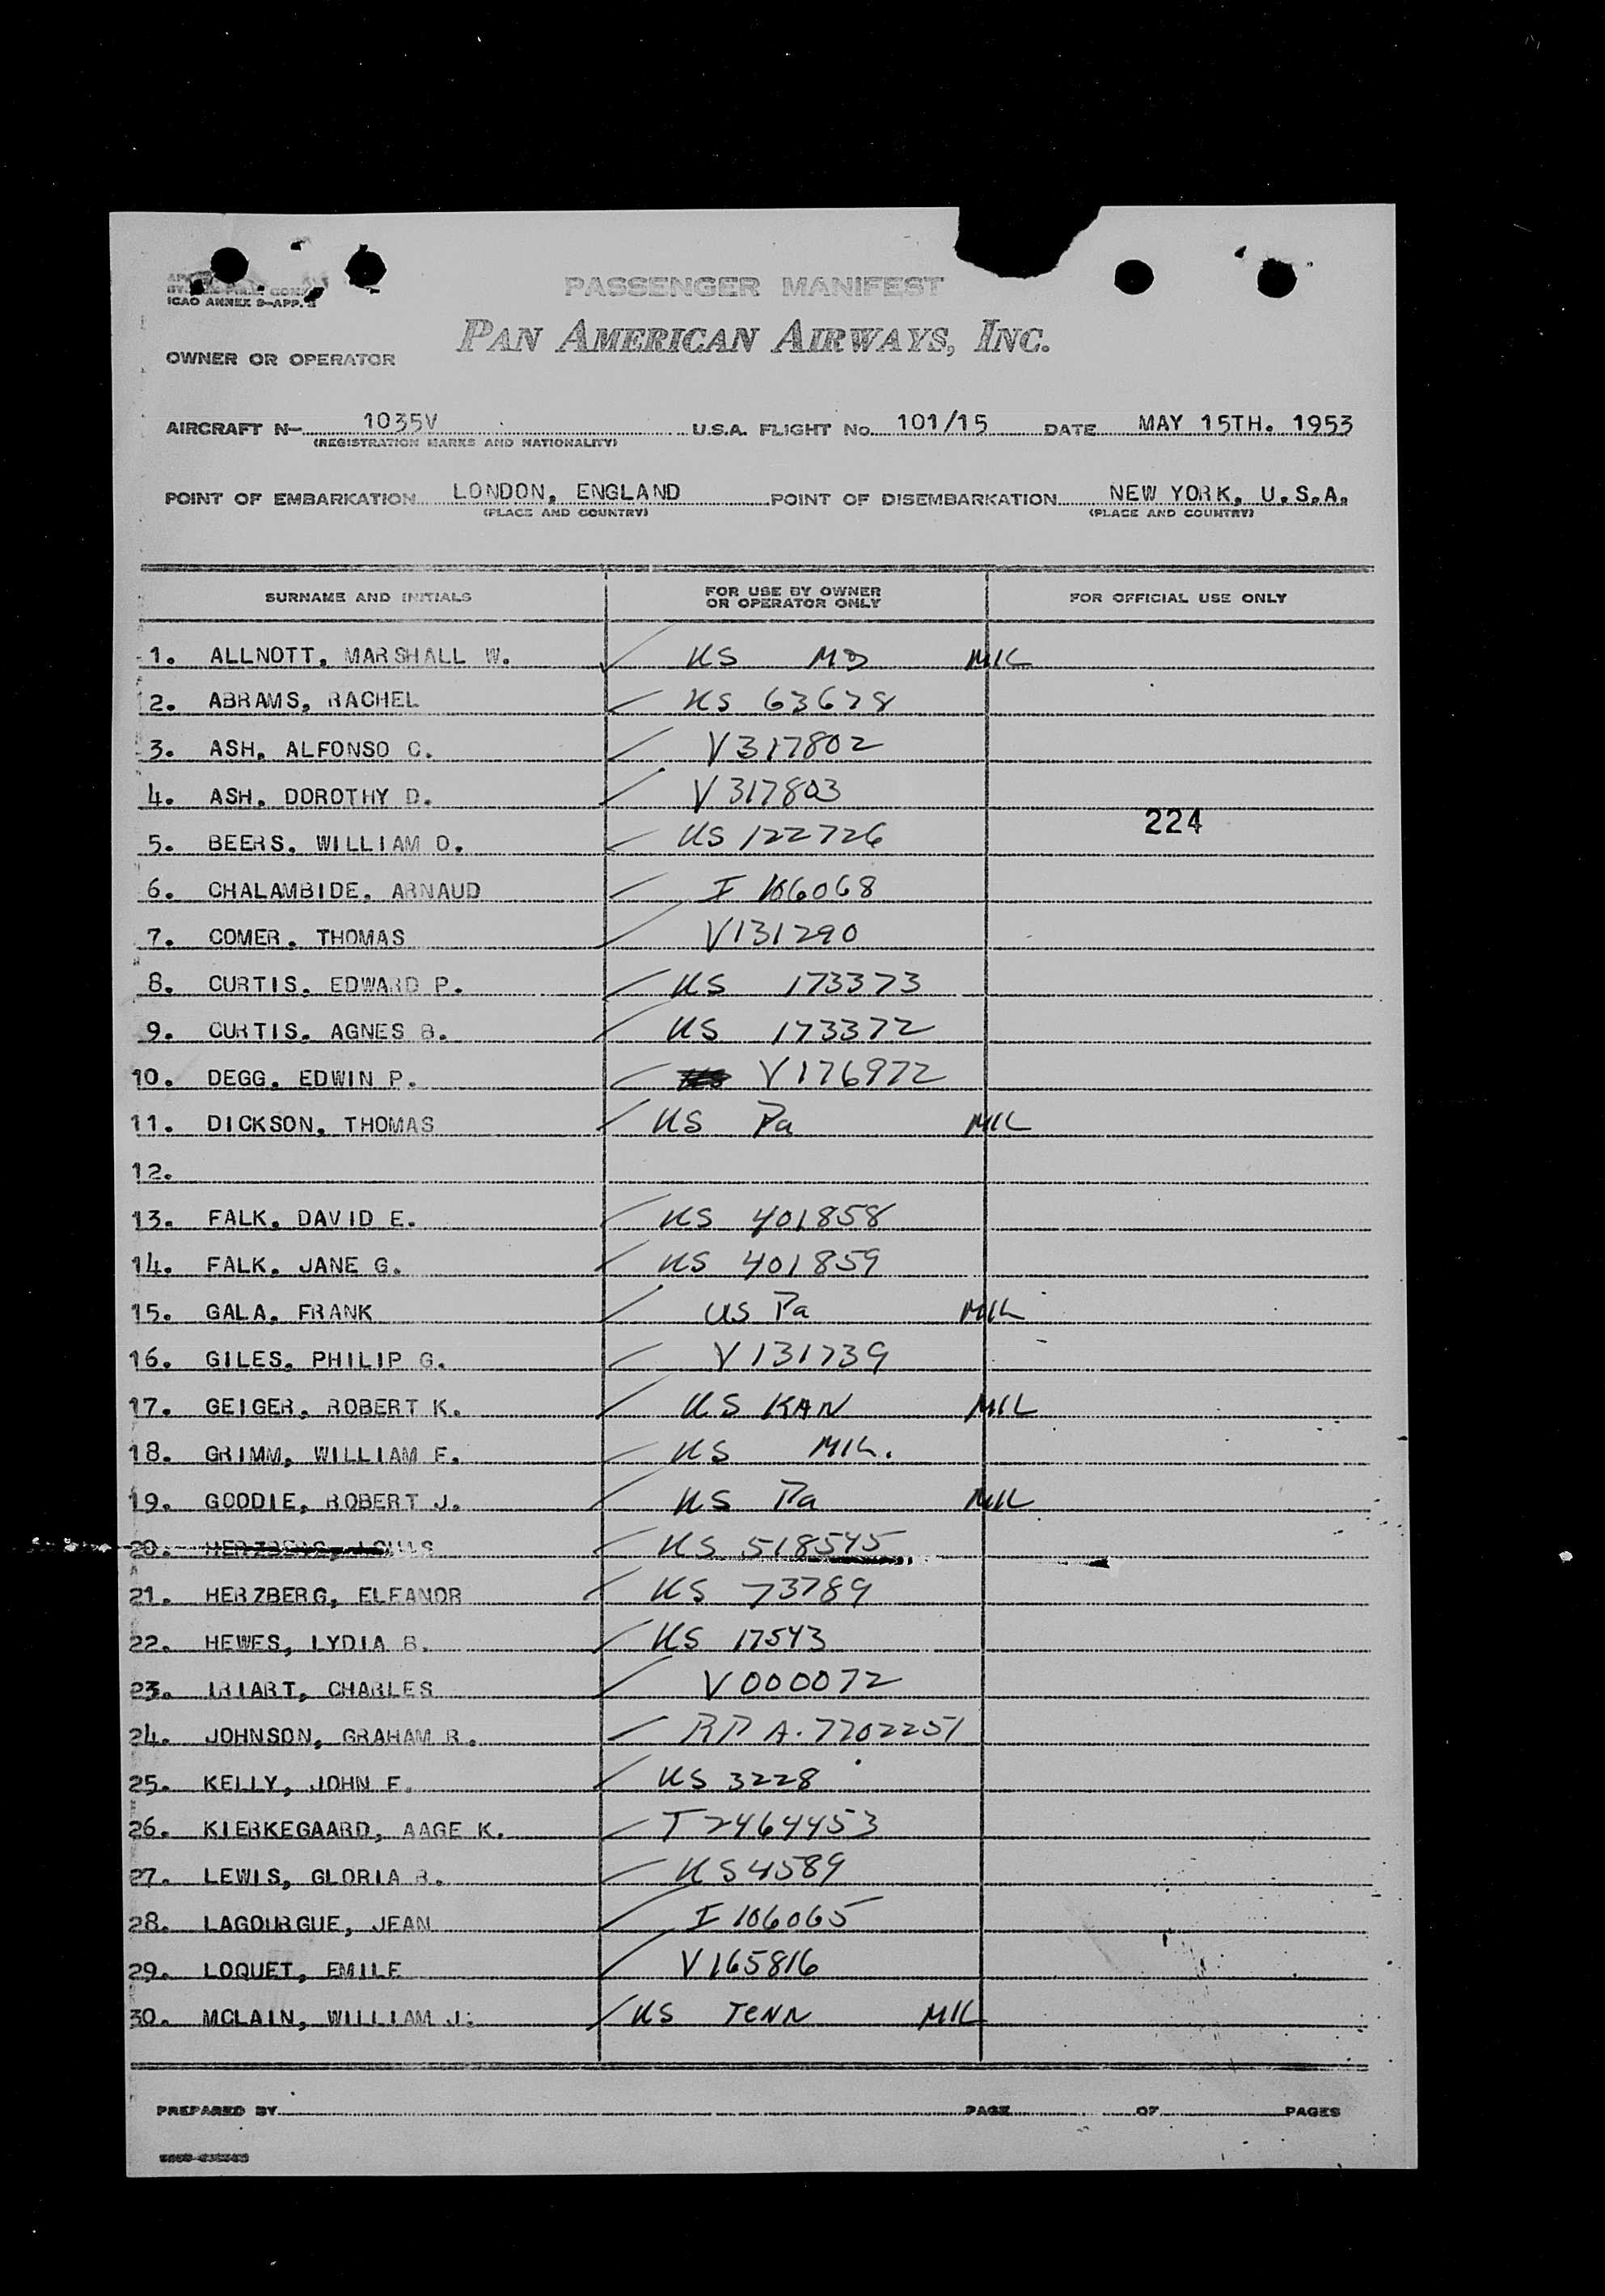 ICAO ANNEX 9-APP.
PASSENGER MANIFEST
PAN AMERICAN AIRWAYS, INC.
OWNER OR OPERATOR
AIRCRAFT N- 1035V U.S.A. FLIGHT No. 101/15 DATE MAY 15TH. 1953
(REGISTRATION MARKS AND NATIONALITY)
POINT OF EMBARKATION LONDON, ENGLAND POINT OF DISEMBARKATION NEW YORK, U.S.A.
(PLACE AND COUNTRY) (PLACE AND COUNTRY)
SURNAME AND INITIALS FOR USE BY OWNER OR OPERATOR ONLY FOR OFFICIAL USE ONLY
1. ALLNOTT, MARSHALL W. US MD MIL
2. ABRAMS, RACHEL US 63678
3. ASH, ALFONSO C. V317802
4. ASH, DOROTHY D. V317803
224
5. BEERS, WILLIAM O. US 122726
6. CHALAMBIDE, ARNAUD I 106068
7. COMER, THOMAS V131290
8. CURTIS, EDWARD P. US 173373
9. CURTIS, AGNES B. US 173372
10. DEGG, EDWIN P. V176972
11. DICKSON, THOMAS US Pa MIL
12.
13. FALK, DAVID E. US 401858
14. FALK, JANE G. US 401859
15. GALA, FRANK US Pa MIL
16. GILES, PHILIP G. V131739
17. GEIGER, ROBERT K. US KAN MIL
18. GRIMM, WILLIAM F. US MIL.
19. GOODIE, ROBERT J. US Pa MIL
20. HERZBERG, LOUIS US 518545
21. HERZBERG, ELEANOR US 73789
22. HEWES, LYDIA B. US 17543
23. IRIART, CHARLES V000072
24. JOHNSON, GRAHAM R. RP A. 7702251
25. KELLY, JOHN F. US 3228
26. KIERKEGAARD, AAGE K. T2464453
27. LEWIS, GLORIA R. US4589
28. LAGOURGUE, JEAN I 106065
29. LOQUET, EMILE V165816
30. MCLAIN, WILLIAM J. US TENN MIL
PREPARED BY PAGE OF PAGES